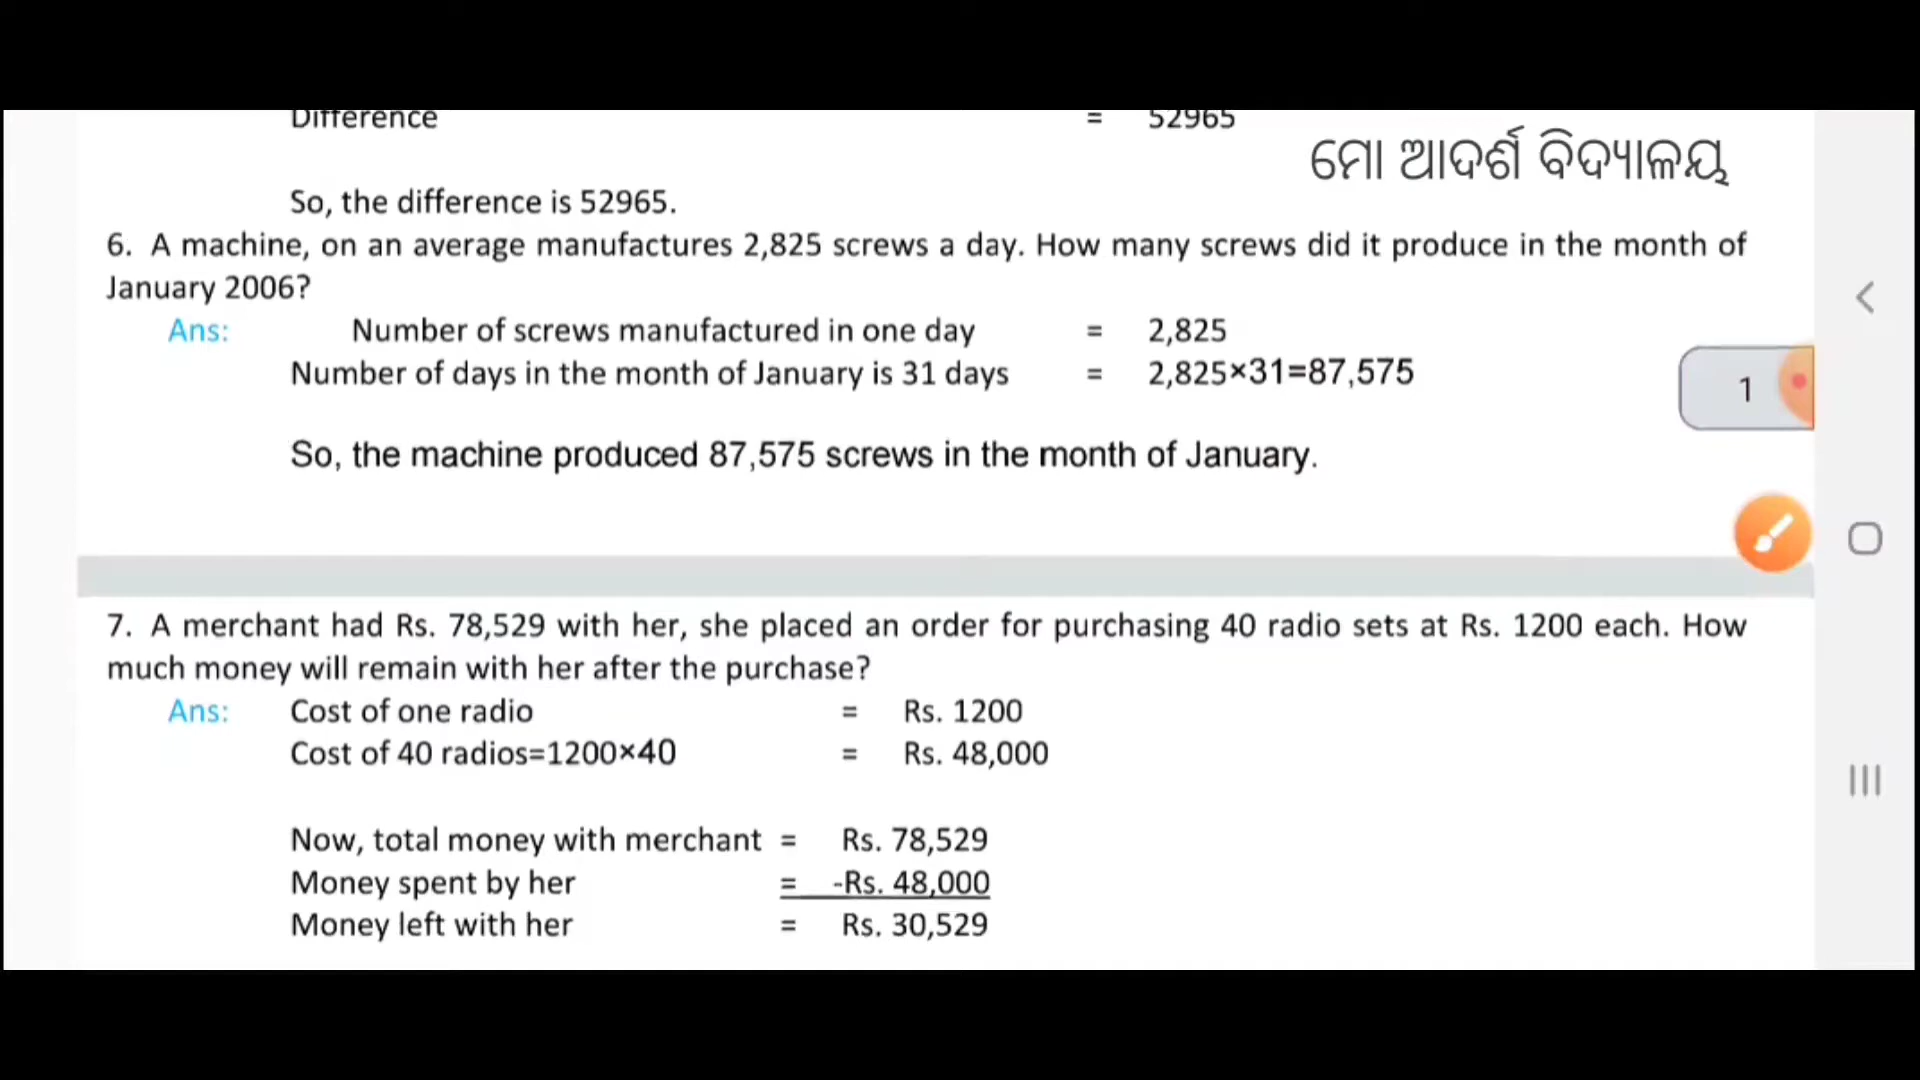 Difference = 52965
ମୋ ଆଦର୍ଶ ବିଦ୍ୟାଳୟ
So, the difference is 52965.
6. A machine, on an average manufactures 2,825 screws a day. How many screws did it produce in the month of
January 2006?
Ans: Number of screws manufactured in one day = 2,825
Number of days in the month of January is 31 days = 2,825×31=87,575
1
So, the machine produced 87,575 screws in the month of January.
7. A merchant had Rs. 78,529 with her, she placed an order for purchasing 40 radio sets at Rs. 1200 each. How
much money will remain with her after the purchase?
Ans: Cost of one radio = Rs. 1200
Cost of 40 radios=1200×40 = Rs. 48,000
Now, total money with merchant = Rs. 78,529
Money spent by her = -Rs. 48,000
Money left with her = Rs. 30,529